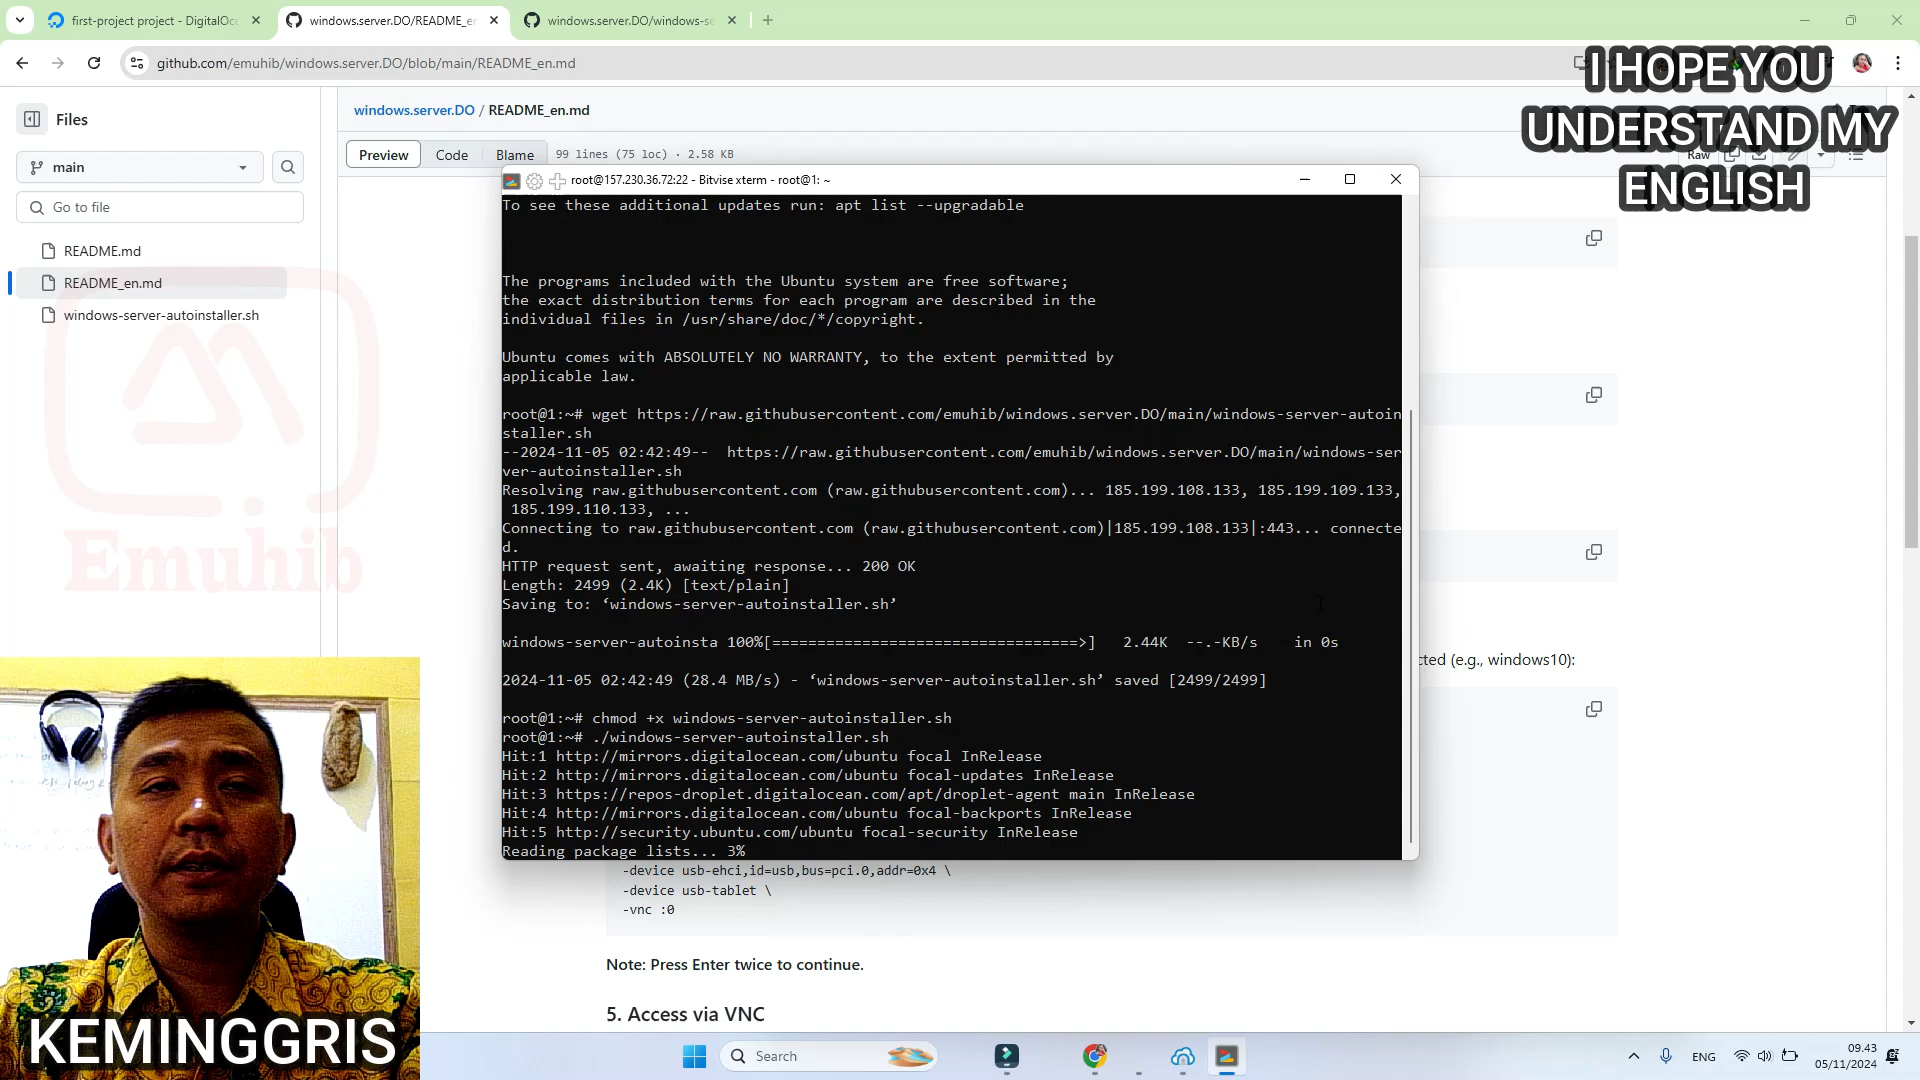 first-project project - DigitalOce
windows.server.DO/README_e
windows.server.DO/windows-se
github.com/emuhib/windows.server.DO/blob/main/README_en.md
I HOPE YOU
UNDERSTAND MY
ENGLISH
Files
windows.server.DO / README_en.md
main
Preview
Code
Blame
99 lines (75 loc) · 2.58 KB
Raw
Go to file
README.md
README_en.md
windows-server-autoinstaller.sh
Emuhib
root@157.230.36.72:22 - Bitvise xterm - root@1: ~
To see these additional updates run: apt list --upgradable
The programs included with the Ubuntu system are free software;
the exact distribution terms for each program are described in the
individual files in /usr/share/doc/*/copyright.
Ubuntu comes with ABSOLUTELY NO WARRANTY, to the extent permitted by
applicable law.
root@1:~# wget https://raw.githubusercontent.com/emuhib/windows.server.DO/main/windows-server-autoin
staller.sh
--2024-11-05 02:42:49--  https://raw.githubusercontent.com/emuhib/windows.server.DO/main/windows-ser
ver-autoinstaller.sh
Resolving raw.githubusercontent.com (raw.githubusercontent.com)... 185.199.108.133, 185.199.109.133,
185.199.110.133, ...
Connecting to raw.githubusercontent.com (raw.githubusercontent.com)|185.199.108.133|:443... connecte
d.
HTTP request sent, awaiting response... 200 OK
Length: 2499 (2.4K) [text/plain]
Saving to: ‘windows-server-autoinstaller.sh’
windows-server-autoinsta 100%[==================================>]   2.44K  --.-KB/s    in 0s
2024-11-05 02:42:49 (28.4 MB/s) - ‘windows-server-autoinstaller.sh’ saved [2499/2499]
root@1:~# chmod +x windows-server-autoinstaller.sh
root@1:~# ./windows-server-autoinstaller.sh
Hit:1 http://mirrors.digitalocean.com/ubuntu focal InRelease
Hit:2 http://mirrors.digitalocean.com/ubuntu focal-updates InRelease
Hit:3 https://repos-droplet.digitalocean.com/apt/droplet-agent main InRelease
Hit:4 http://mirrors.digitalocean.com/ubuntu focal-backports InRelease
Hit:5 http://security.ubuntu.com/ubuntu focal-security InRelease
Reading package lists... 3%
cted (e.g., windows10):
-device usb-ehci,id=usb,bus=pci.0,addr=0x4 \
-device usb-tablet \
-vnc :0
Note: Press Enter twice to continue.
5. Access via VNC
KEMINGGRIS
Search
ENG
09.43
05/11/2024